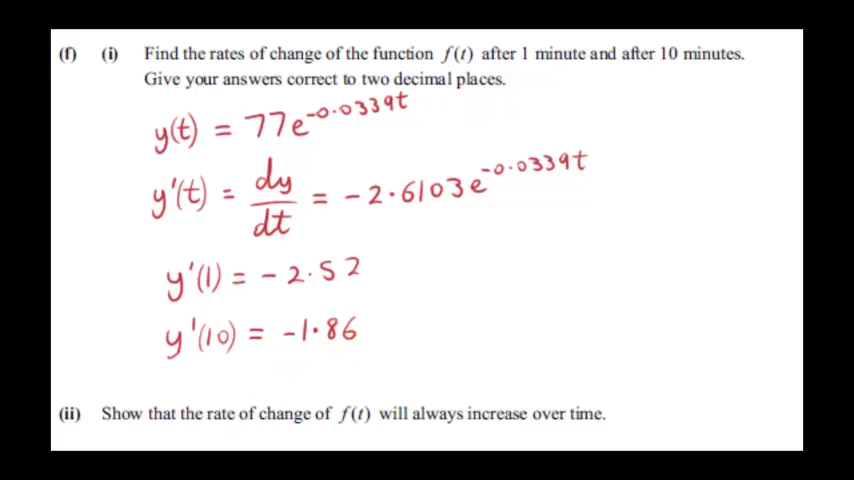 (f) (i) Find the rates of change of the function f(t) after 1 minute and after 10 minutes.
Give your answers correct to two decimal places.
y(t) = 77e^-0.0339t
y'(t) = dy/dt = -2.6103e^-0.0339t
y'(1) = -2.52
y'(10) = -1.86
(ii) Show that the rate of change of f(t) will always increase over time.